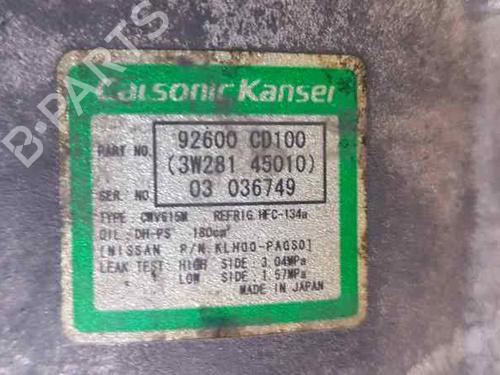 Calsonic Kansei
PART NO. 92600 CD100
(3W281 45010)
SER. NO. 03 036749
TYPE CWV615M REFRIG. HFC-134a
OIL DH-PS 180cm³
[NISSAN P/N. KLH00-PAGS0]
LEAK TEST HIGH SIDE: 3.04MPa
LOW SIDE: 1.57MPa
MADE IN JAPAN
B-PARTS